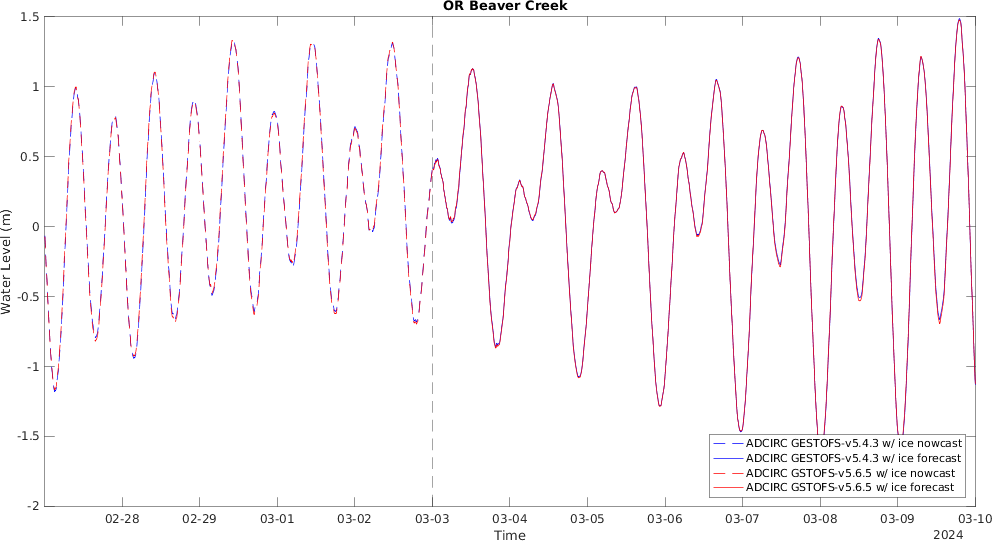 OR Beaver Creek
Water Level (m)
1.5
1
0.5
0
-0.5
-1
-1.5
-2
ADCIRC GESTOFS-v5.4.3 w/ ice nowcast
ADCIRC GESTOFS-v5.4.3 w/ ice forecast
ADCIRC GSTOFS-v5.6.5 w/ ice nowcast
ADCIRC GSTOFS-v5.6.5 w/ ice forecast
02-28 02-29 03-01 03-02 03-03 03-04 03-05 03-06 03-07 03-08 03-09 03-10
Time
2024